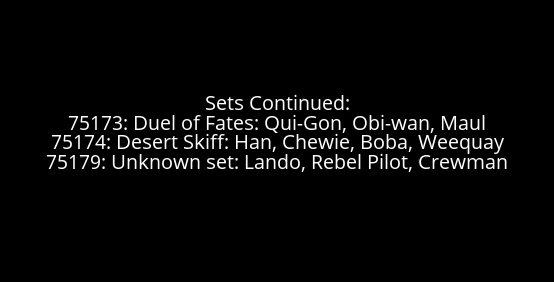 Sets Continued:
75173: Duel of Fates: Qui-Gon, Obi-wan, Maul
75174: Desert Skiff: Han, Chewie, Boba, Weequay
75179: Unknown set: Lando, Rebel Pilot, Crewman